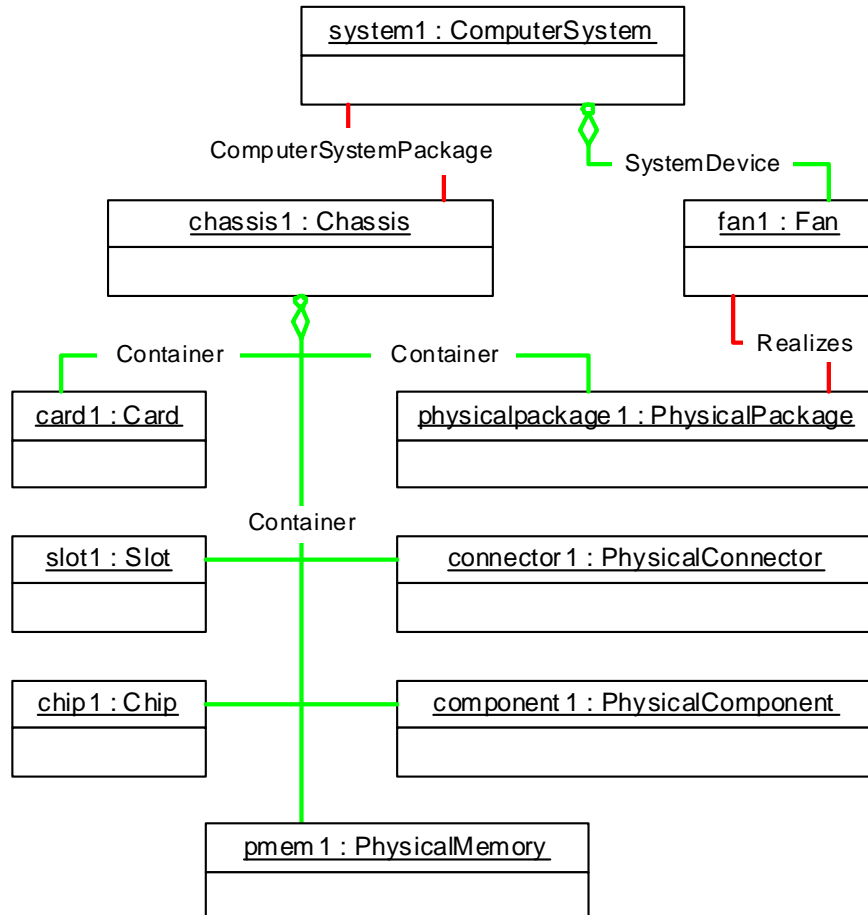 system1 : ComputerSystem
ComputerSystemPackage
SystemDevice
chassis1 : Chassis
fan1 : Fan
Container
Container
Realizes
card1 : Card
physicalpackage1 : PhysicalPackage
Container
slot1 : Slot
connector1 : PhysicalConnector
chip1 : Chip
component1 : PhysicalComponent
pmem1 : PhysicalMemory